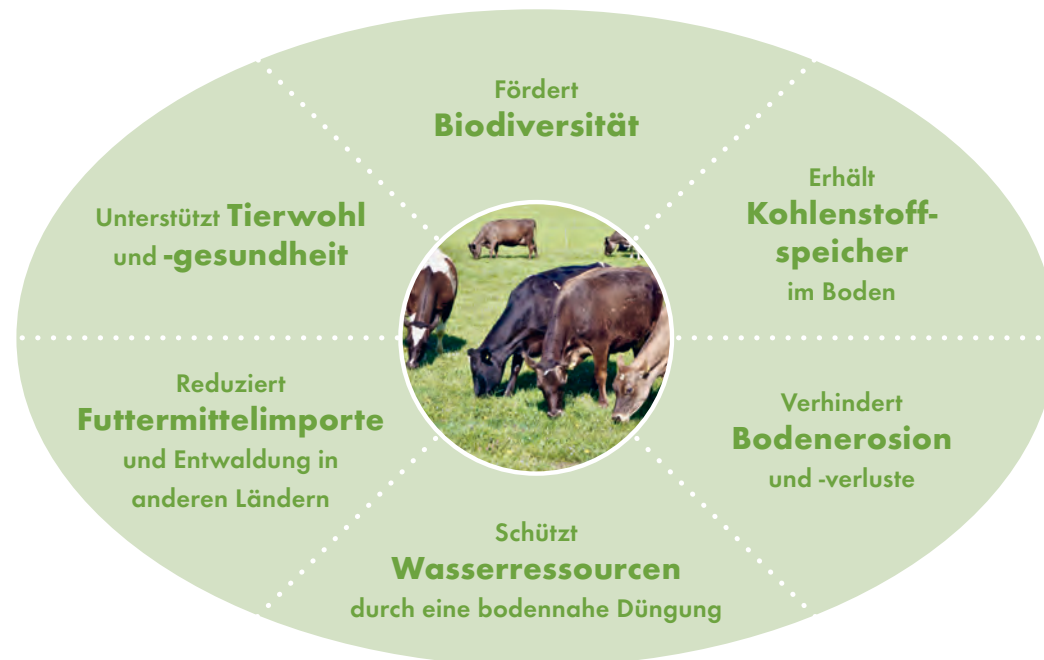 Fördert
Biodiversität
Erhält
Kohlenstoff-
speicher
im Boden
Verhindert
Bodenerosion
und -verluste
Schützt
Wasserressourcen
durch eine bodennahe Düngung
Reduziert
Futtermittelimporte
und Entwaldung in
anderen Ländern
Unterstützt Tierwohl
und -gesundheit